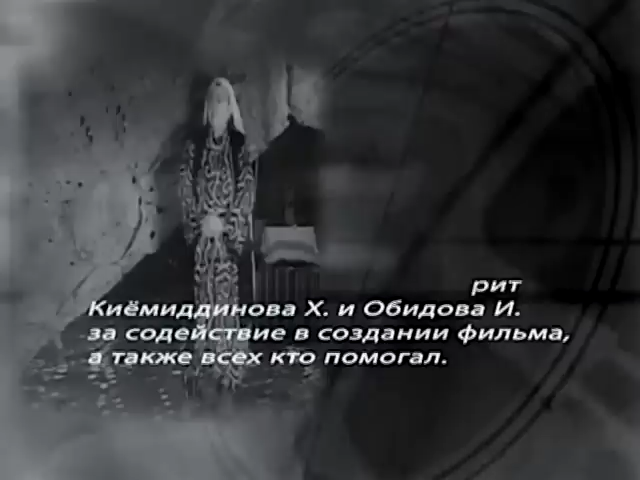 рит
Киёмиддинова Х. и Обидова И.
за содействие в создании фильма,
а также всех кто помогал.